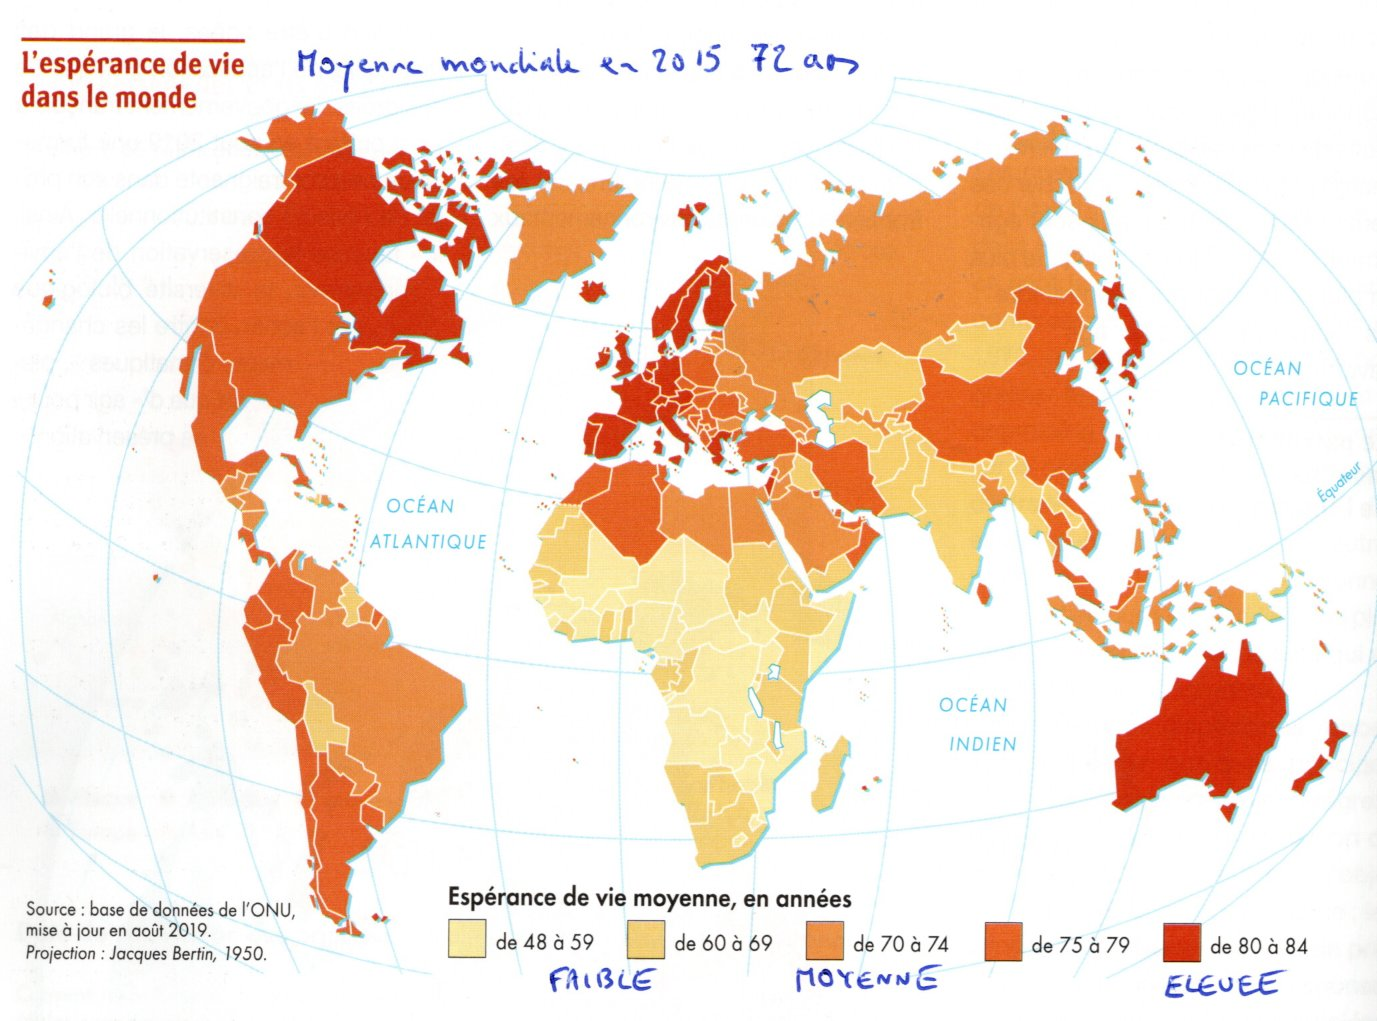 L'espérance de vie
dans le monde
Moyenne mondiale en 2015 72 ans
OCÉAN
PACIFIQUE
Équateur
OCÉAN
ATLANTIQUE
OCÉAN
INDIEN
Source : base de données de l'ONU,
mise à jour en août 2019.
Projection : Jacques Bertin, 1950.
Espérance de vie moyenne, en années
de 48 à 59
de 60 à 69
de 70 à 74
de 75 à 79
de 80 à 84
FAIBLE
MOYENNE
ELEVEE